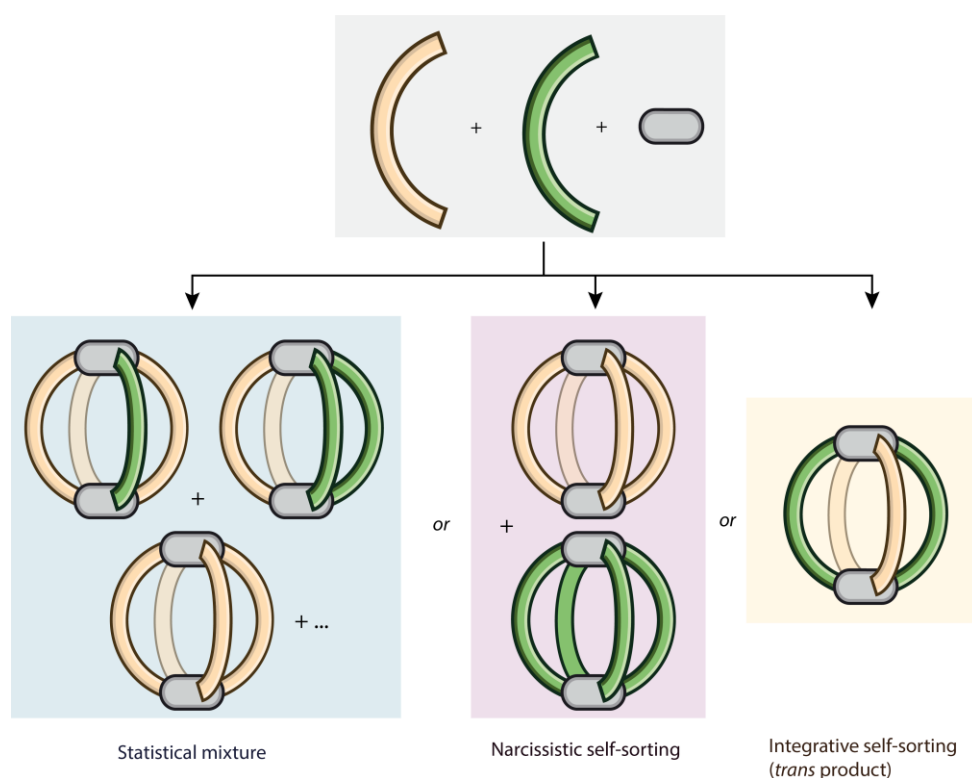 + +
+
+ ...
or
+
or
Statistical mixture
Narcissistic self-sorting
Integrative self-sorting
(trans product)